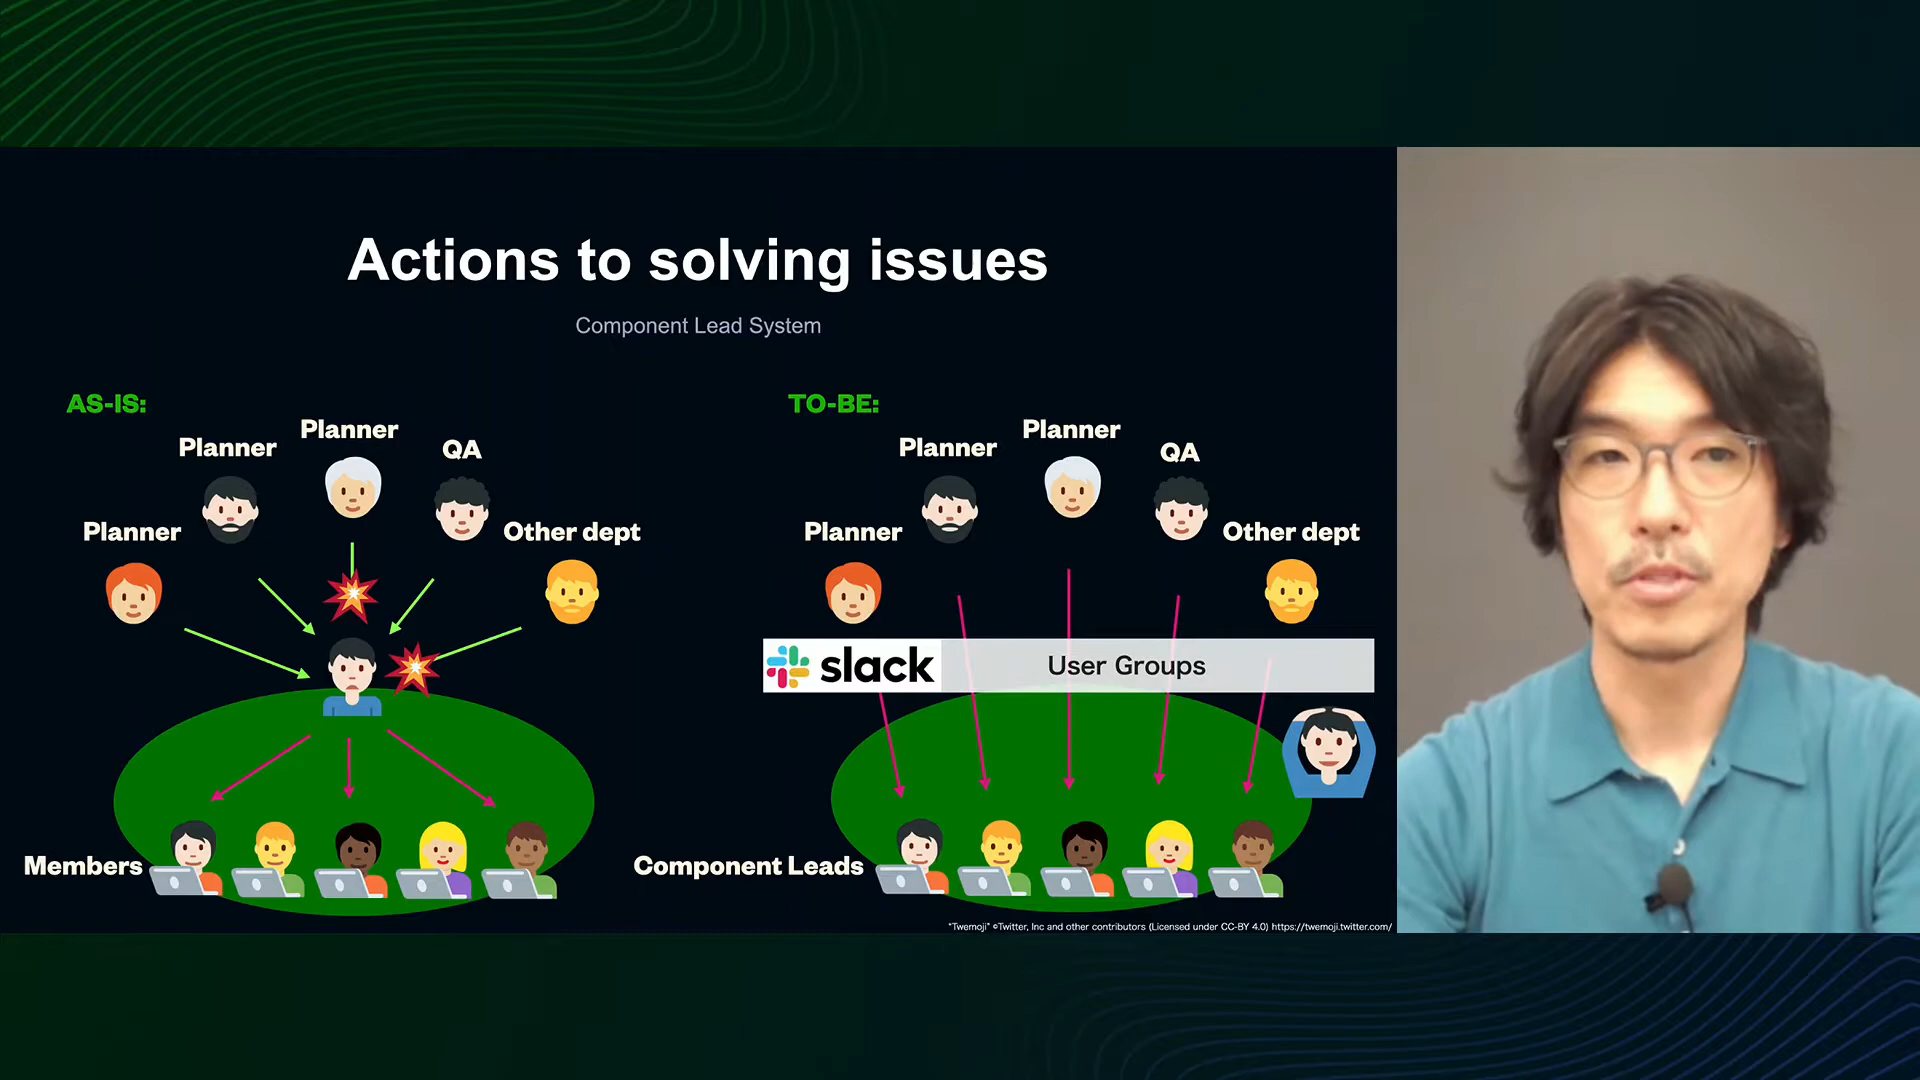 Actions to solving issues
Component Lead System
AS-IS:
Planner
Planner
QA
Planner
Other dept
Members
TO-BE:
Planner
Planner
QA
Planner
Other dept
slack
User Groups
Component Leads
"Twemoji" ©Twitter, Inc and other contributors (Licensed under CC-BY 4.0) https://twemoji.twitter.com/